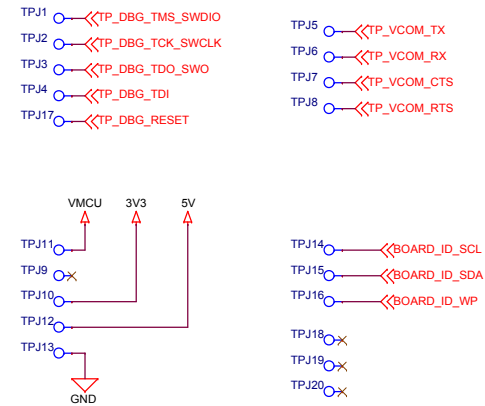 TPJ1 TP_DBG_TMS_SWDIO
TPJ2 TP_DBG_TCK_SWCLK
TPJ3 TP_DBG_TDO_SWO
TPJ4 TP_DBG_TDI
TPJ17 TP_DBG_RESET
TPJ5 TP_VCOM_TX
TPJ6 TP_VCOM_RX
TPJ7 TP_VCOM_CTS
TPJ8 TP_VCOM_RTS
VMCU 3V3 5V
TPJ11
TPJ9
TPJ10
TPJ12
TPJ13
GND
TPJ14 BOARD_ID_SCL
TPJ15 BOARD_ID_SDA
TPJ16 BOARD_ID_WP
TPJ18
TPJ19
TPJ20